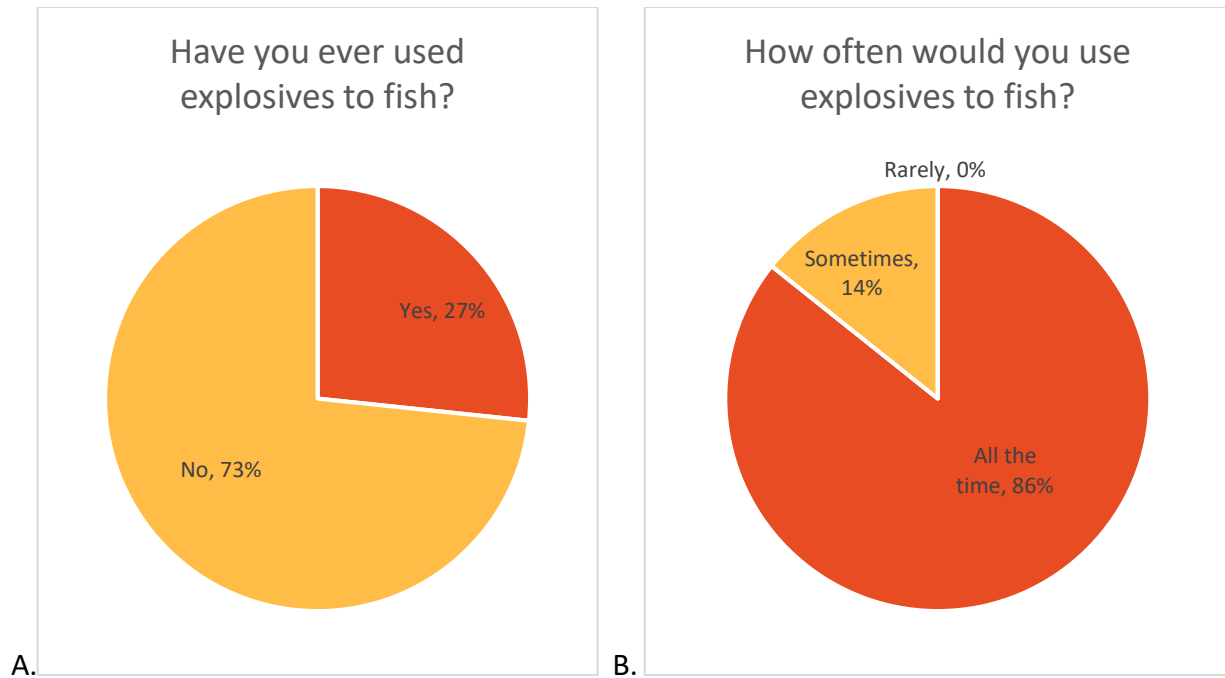 Have you ever used
explosives to fish?
Yes, 27%
No, 73%
A.
How often would you use
explosives to fish?
Rarely, 0%
Sometimes,
14%
All the
time, 86%
B.